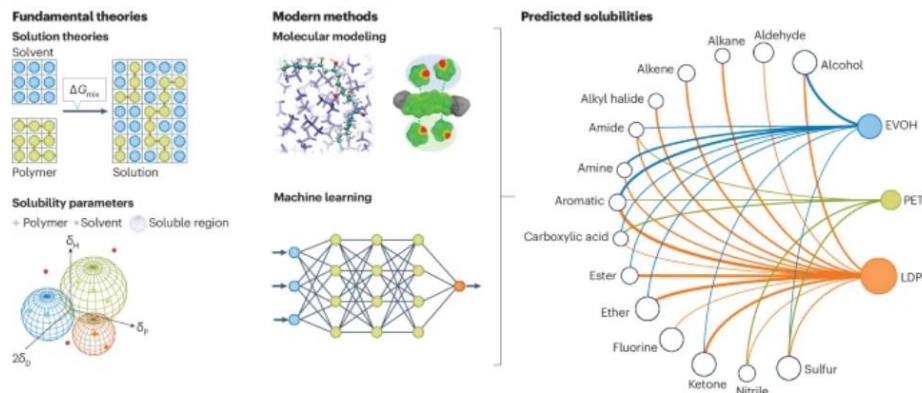 Fundamental theories
Solution theories
Solvent
ΔGmix
Polymer
Solution
Solubility parameters
Polymer
Solvent
Soluble region
δH
δP
2δD
Modern methods
Molecular modeling
Machine learning
Predicted solubilities
Aldehyde
Alkane
Alcohol
Alkene
Alkyl halide
Amide
Amine
Aromatic
Carboxylic acid
Ester
Ether
Fluorine
Ketone
Nitrile
Sulfur
EVOH
PET
LDP